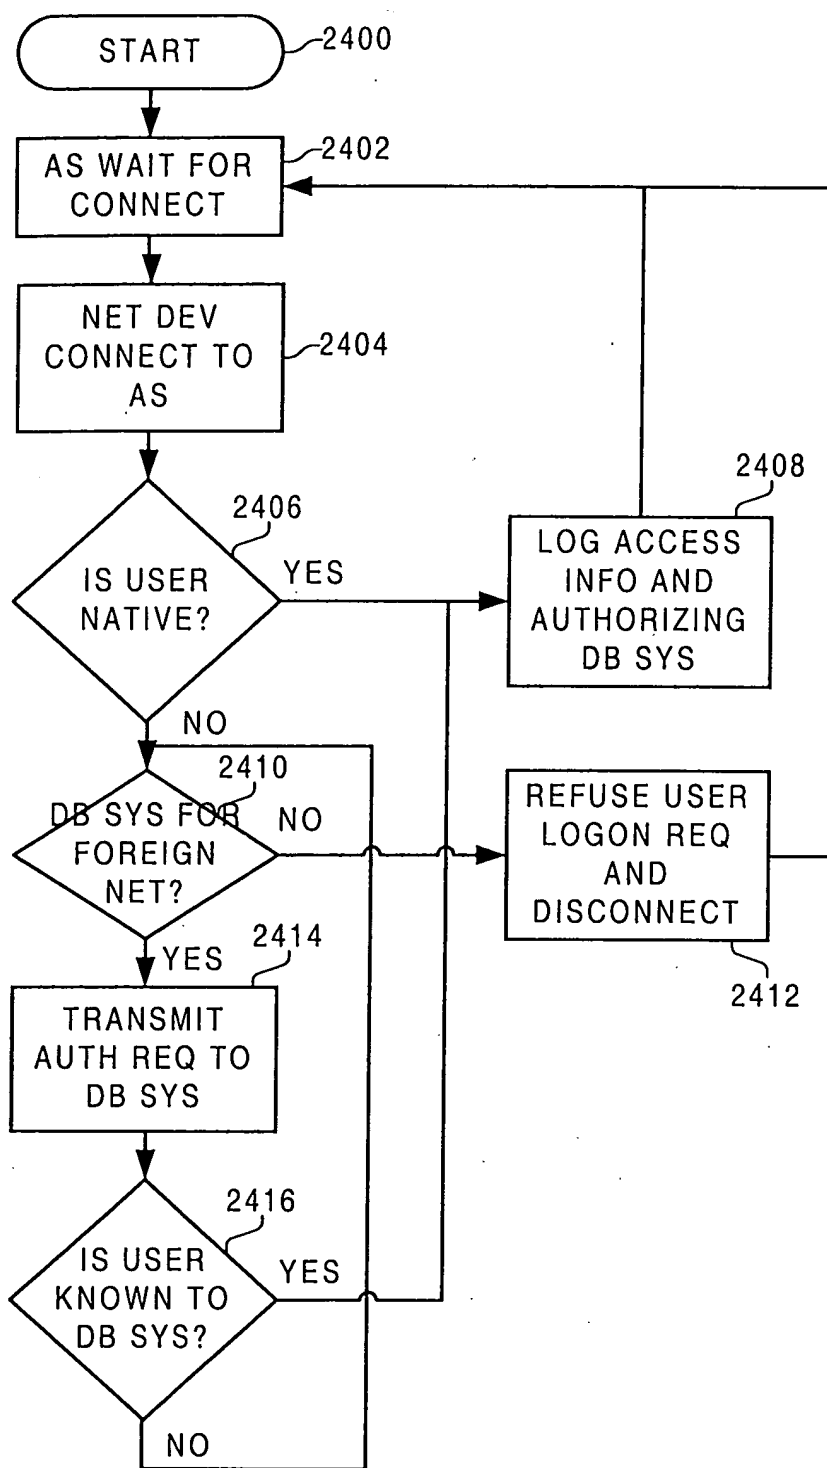 START
2400
AS WAIT FOR
CONNECT
2402
NET DEV
CONNECT TO
AS
2404
IS USER
NATIVE?
2406
YES
NO
LOG ACCESS
INFO AND
AUTHORIZING
DB SYS
2408
DB SYS FOR
FOREIGN
NET?
2410
NO
YES
REFUSE USER
LOGON REQ
AND
DISCONNECT
2412
TRANSMIT
AUTH REQ TO
DB SYS
2414
IS USER
KNOWN TO
DB SYS?
2416
YES
NO